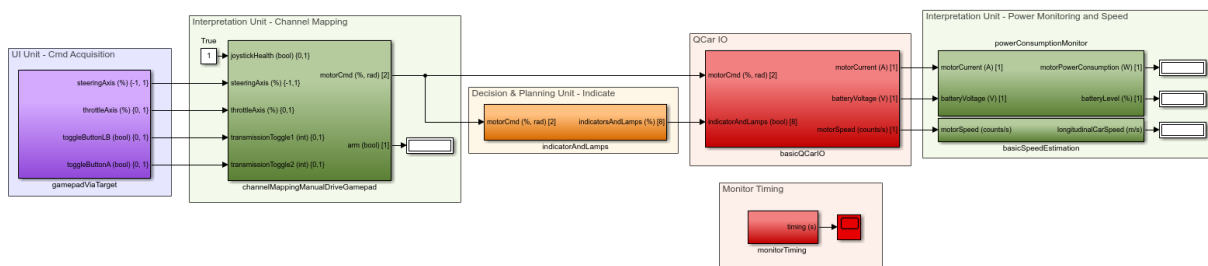 UI Unit - Cmd Acquisition
steeringAxis (%) {-1, 1}
throttleAxis (%) {0, 1}
toggleButtonLB (bool) {0, 1}
toggleButtonA (bool) {0, 1}
gamepadViaTarget
Interpretation Unit - Channel Mapping
True
1
joystickHealth (bool) {0,1}
steeringAxis (%) {-1,1}
throttleAxis (%) {0,1}
transmissionToggle1 (int) {0,1}
transmissionToggle2 (int) {0,1}
motorCmd (%, rad) [2]
arm (bool) [1]
channelMappingManualDriveGamepad
Decision & Planning Unit - Indicate
motorCmd (%, rad) [2]
indicatorsAndLamps (%) [8]
indicatorAndLamps
QCar IO
motorCmd (%, rad) [2]
indicatorAndLamps (bool) [8]
motorCurrent (A) [1]
batteryVoltage (V) [1]
motorSpeed (counts/s) [1]
basicQCarIO
Interpretation Unit - Power Monitoring and Speed
powerConsumptionMonitor
motorCurrent (A) [1]
motorPowerConsumption (W) [1]
batteryVoltage (V) [1]
batteryLevel (%) [1]
motorSpeed (counts/s)
longitudinalCarSpeed (m/s)
basicSpeedEstimation
Monitor Timing
timing (s)
monitorTiming